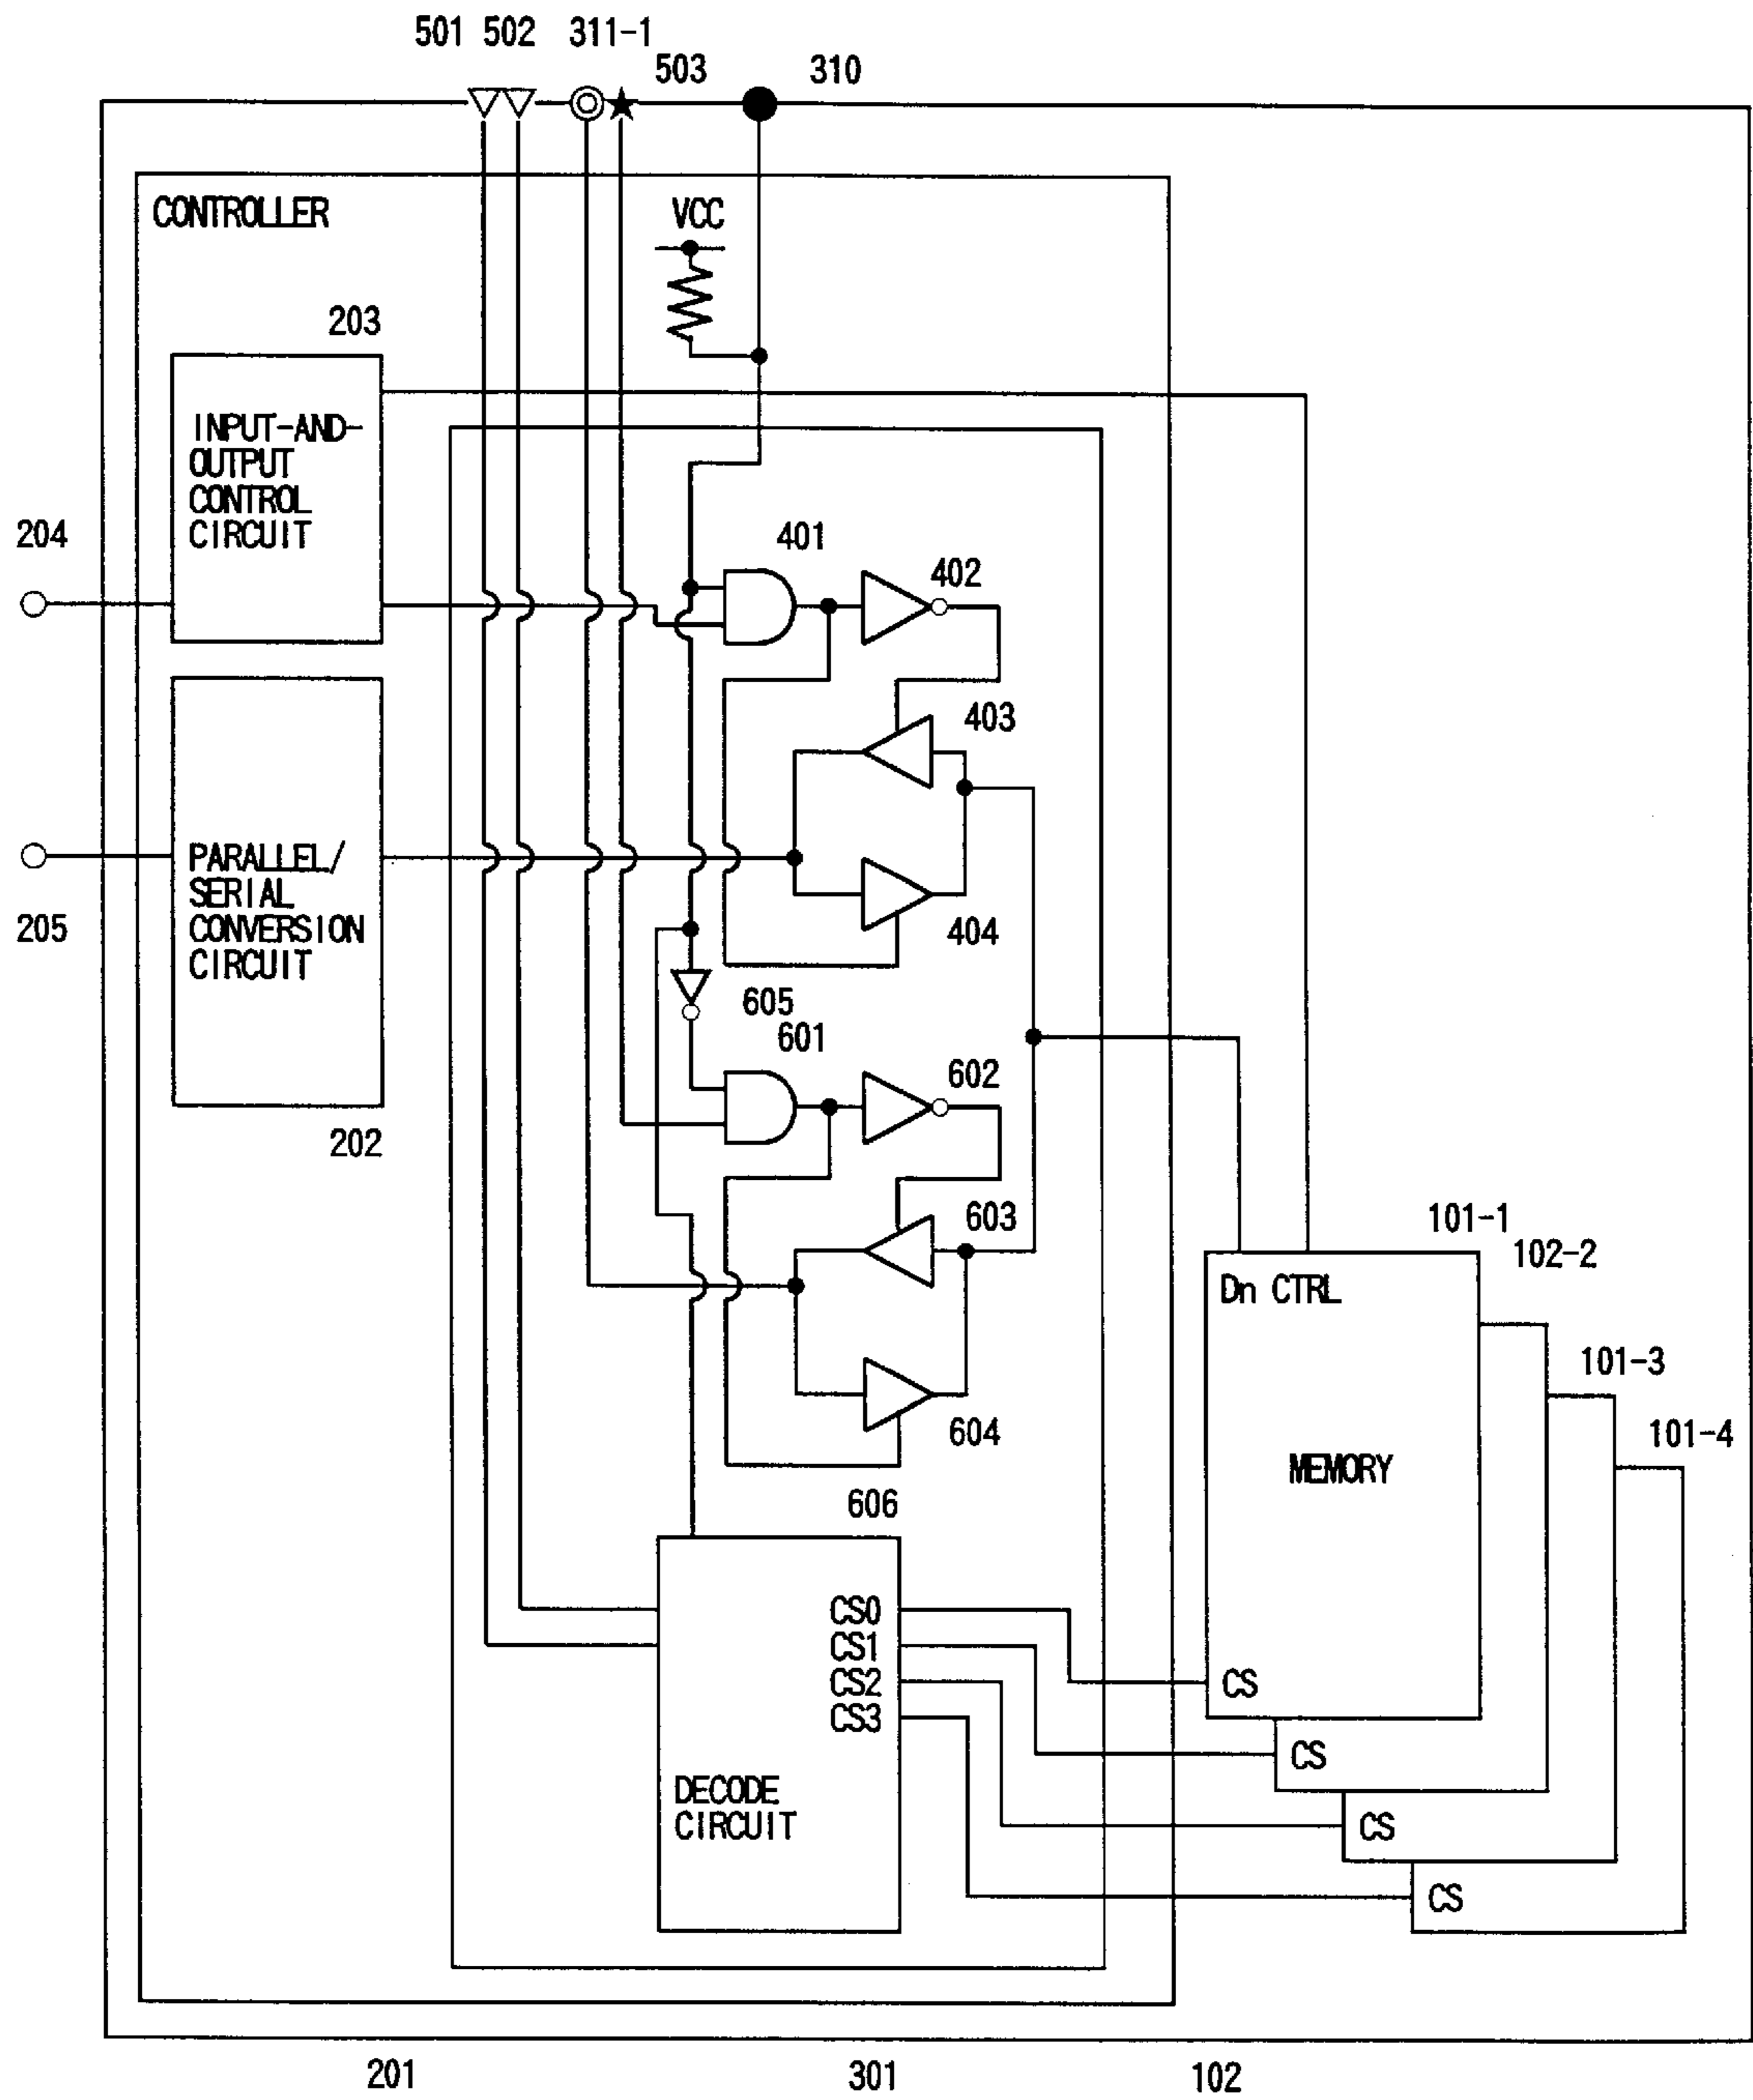 501 502 311-1
503 310
CONTROLLER
VCC
203
INPUT-AND-
OUTPUT
CONTROL
CIRCUIT
204
401
402
403
PARALLEL/
SERIAL
CONVERSION
CIRCUIT
205
404
605
601
602
202
603
101-1
102-2
Dn CTRL
101-3
604
101-4
MEMORY
606
CS0
CS1
CS2
CS3
CS
CS
DECODE
CIRCUIT
CS
CS
201 301 102